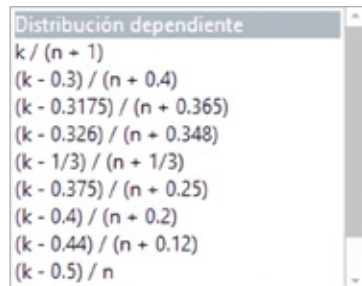 Distribución dependiente
k / (n + 1)
(k - 0.3) / (n + 0.4)
(k - 0.3175) / (n + 0.365)
(k - 0.326) / (n + 0.348)
(k - 1/3) / (n + 1/3)
(k - 0.375) / (n + 0.25)
(k - 0.4) / (n + 0.2)
(k - 0.44) / (n + 0.12)
(k - 0.5) / n